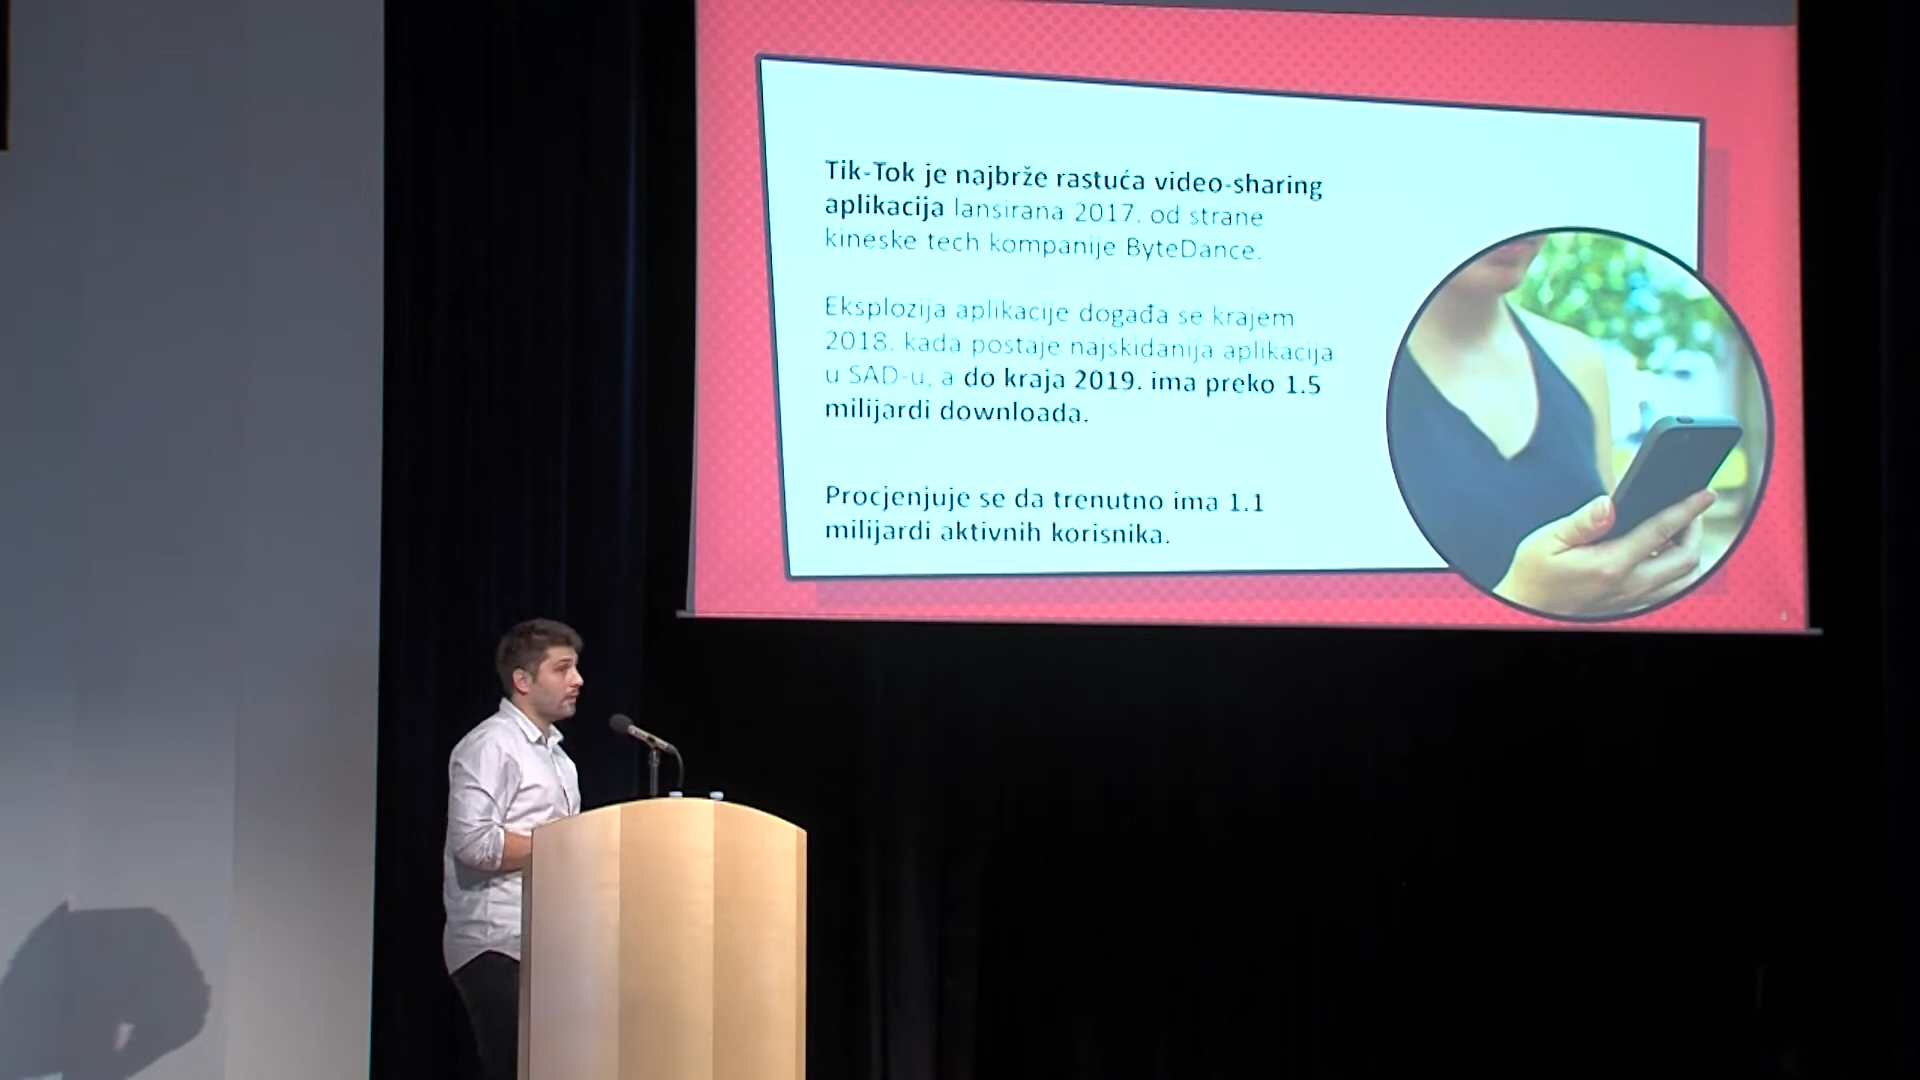 Tik-Tok je najbrže rastuća video-sharing
aplikacija lansirana 2017. od strane
kineske tech kompanije ByteDance.
Eksplozija aplikacije događa se krajem
2018. kada postaje najskidanija aplikacija
u SAD-u, a do kraja 2019. ima preko 1.5
milijardi downloada.
Procjenjuje se da trenutno ima 1.1
milijardi aktivnih korisnika.